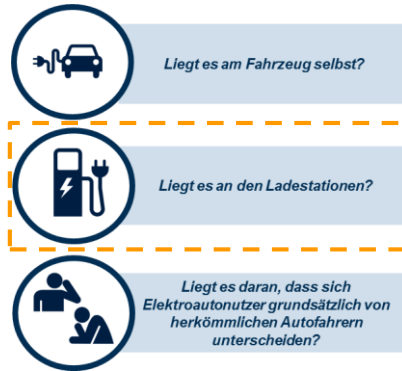 Liegt es am Fahrzeug selbst?
Liegt es an den Ladestationen?
Liegt es daran, dass sich
Elektroautonutzer grundsätzlich von
herkömmlichen Autofahrern
unterscheiden?